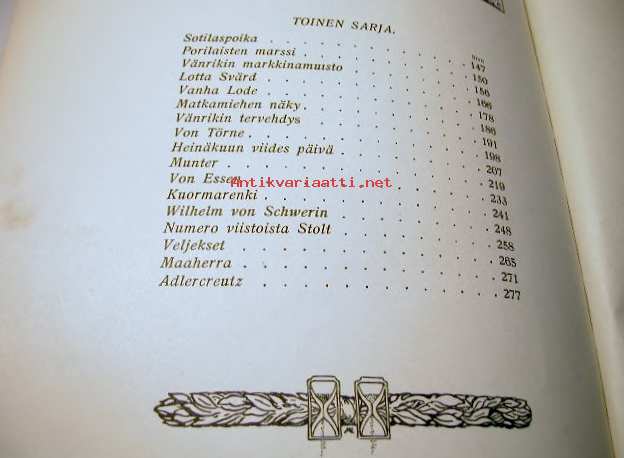 TOINEN SARJA.
Sivu
Sotilaspoika . . . . . . . . 147
Porilaisten marssi . . . . . . . . 150
Vänrikin markkinamuisto . . . . . . . . 156
Lotta Svärd . . . . . . . . 166
Vanha Lode . . . . . . . . 178
Matkamiehen näky . . . . . . . . 186
Vänrikin tervehdys . . . . . . . . 191
Von Törne . . . . . . . . 198
Heinäkuun viides päivä . . . . . . . . 207
Munter . . . . . . . . 219
Von Essen . . . . . . . . 233
Kuormarenki . . . . . . . . 241
Wilhelm von Schwerin . . . . . . . . 248
Numero viistoista Stolt . . . . . . . . 258
Veljekset . . . . . . . . 265
Maaherra . . . . . . . . 271
Adlercreutz . . . . . . . . 277
Antikvariaatti.net